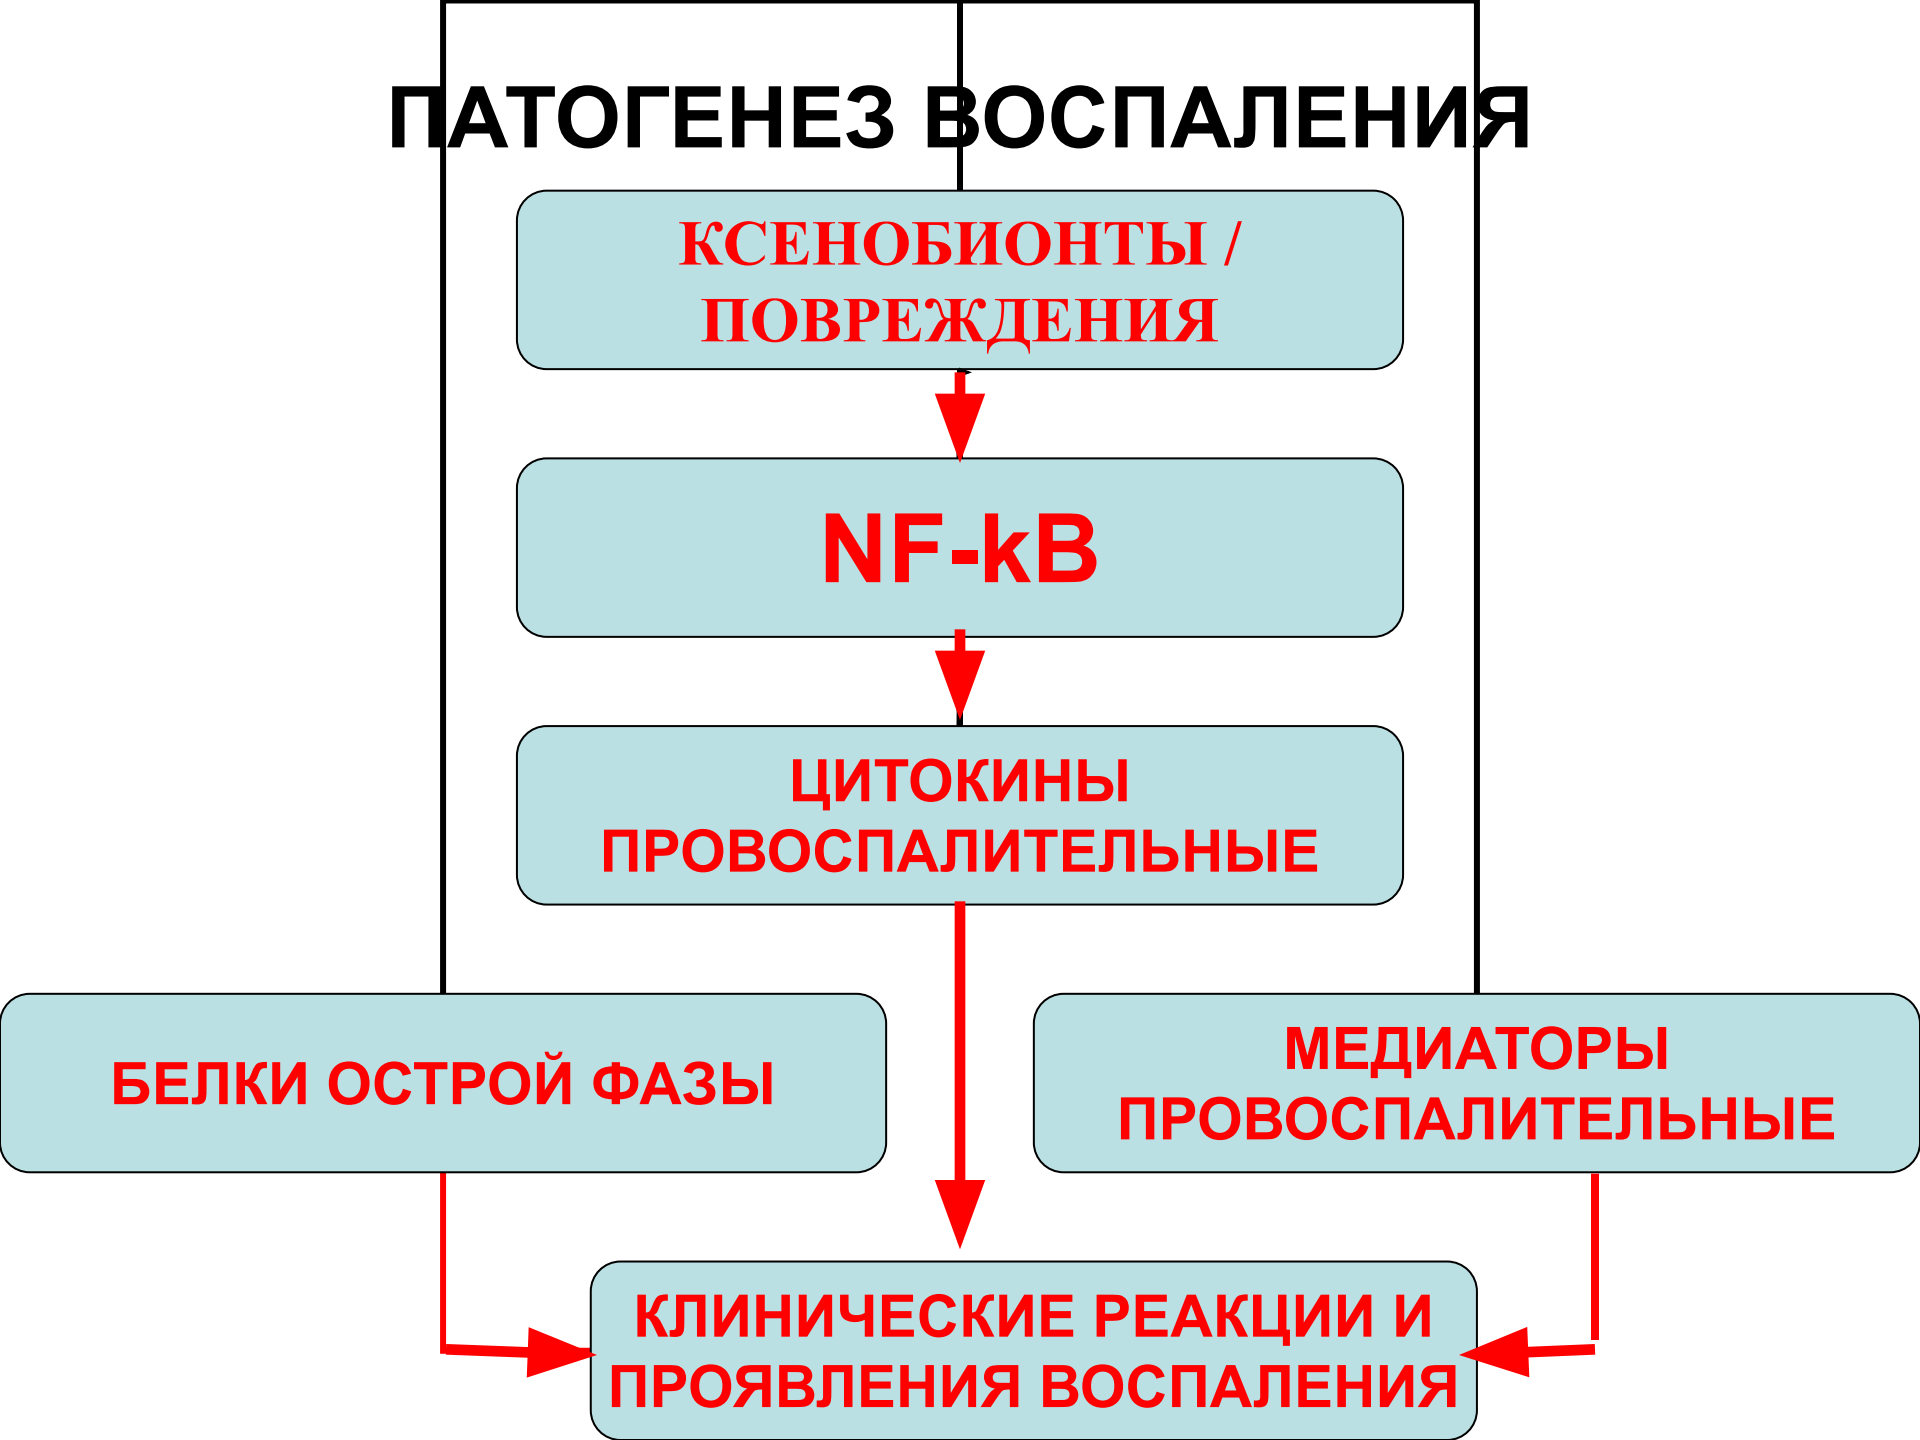 ПАТОГЕНЕЗ ВОСПАЛЕНИЯ
КСЕНОБИОНТЫ /
ПОВРЕЖДЕНИЯ
NF-kB
ЦИТОКИНЫ
ПРОВОСПАЛИТЕЛЬНЫЕ
БЕЛКИ ОСТРОЙ ФАЗЫ
МЕДИАТОРЫ
ПРОВОСПАЛИТЕЛЬНЫЕ
КЛИНИЧЕСКИЕ РЕАКЦИИ И
ПРОЯВЛЕНИЯ ВОСПАЛЕНИЯ